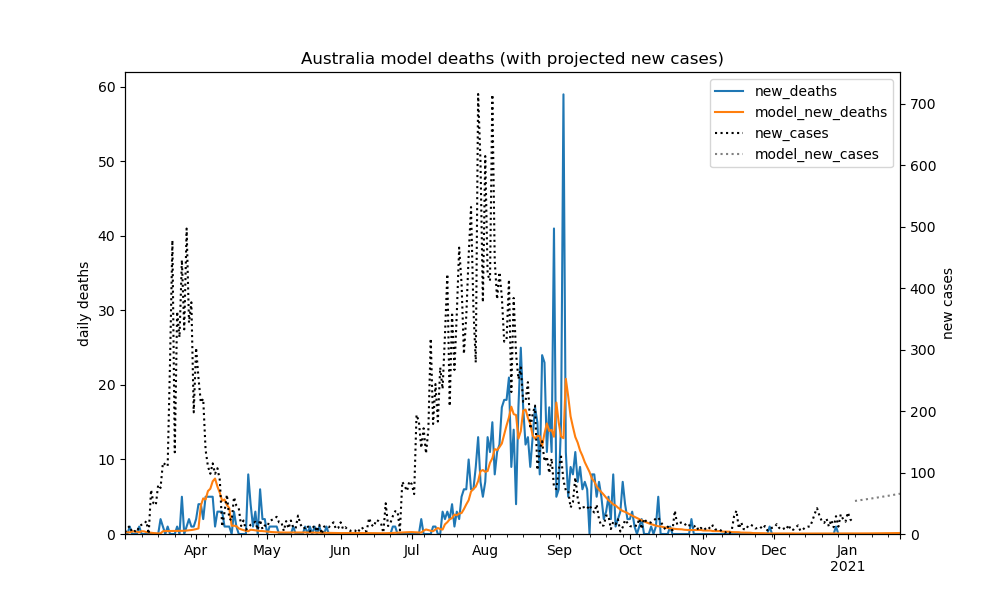 Australia model deaths (with projected new cases)
new_deaths
model_new_deaths
new_cases
model_new_cases
daily deaths
new cases
60
50
40
30
20
10
0
700
600
500
400
300
200
100
0
Apr May Jun Jul Aug Sep Oct Nov Dec Jan
2021